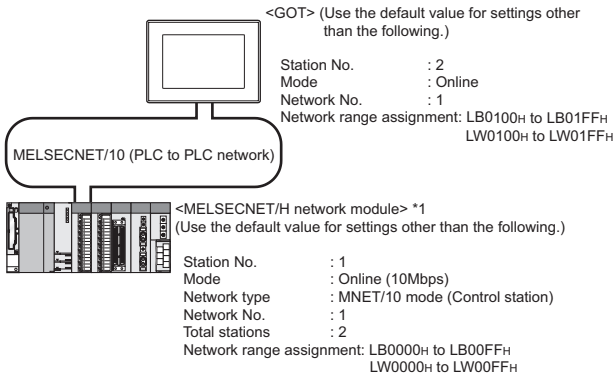 <GOT> (Use the default value for settings other
than the following.)
Station No. : 2
Mode : Online
Network No. : 1
Network range assignment: LB0100H to LB01FFH
LW0100H to LW01FFH
MELSECNET/10 (PLC to PLC network)
<MELSECNET/H network module> *1
(Use the default value for settings other than the following.)
Station No. : 1
Mode : Online (10Mbps)
Network type : MNET/10 mode (Control station)
Network No. : 1
Total stations : 2
Network range assignment: LB0000H to LB00FFH
LW0000H to LW00FFH